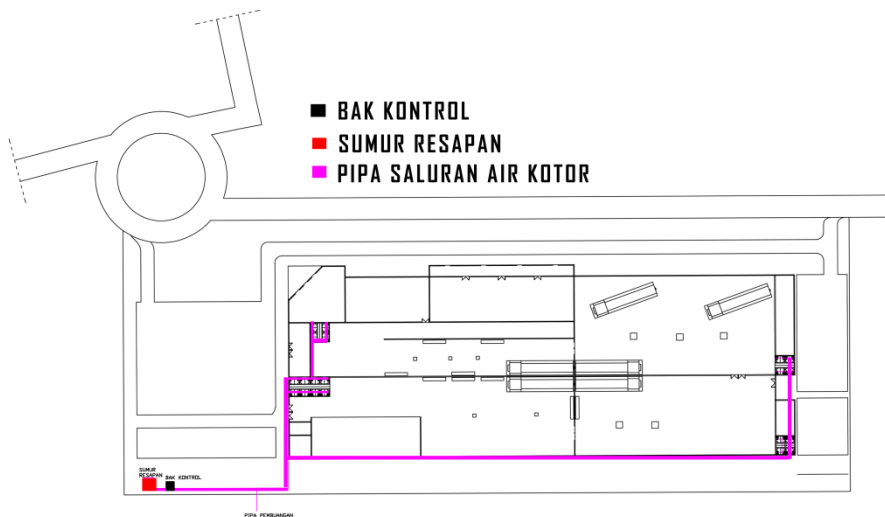 BAK KONTROL
SUMUR RESAPAN
PIPA SALURAN AIR KOTOR
SUMUR
RESAPAN
BAK KONTROL
PIPA PEMBUANGAN